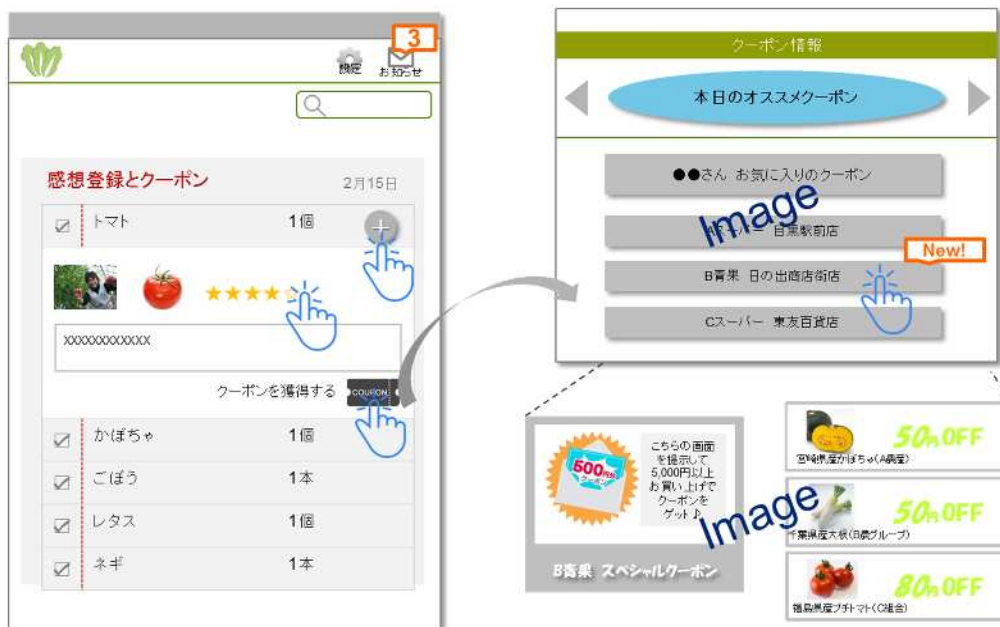 3
設定
お知らせ
感想登録とクーポン
2月15日
トマト 1個
+
★★★★☆
xxxxxxxxxxxx
クーポンを獲得する
COUPON
かぼちゃ 1個
ごぼう 1本
レタス 1個
ネギ 1本
クーポン情報
本日のオススメクーポン
●●さん お気に入りのクーポン
Image
Aスーパー 目黒駅前店
New!
B青果 日の出商店街店
Cスーパー 東友百貨店
500円分
クーポン
こちらの画面
を提示して
5,000円以上
お買い上げで
クーポンを
ゲット♪
B青果 スペシャルクーポン
Image
50円OFF
宮崎県産かぼちゃ(A農産)
50円OFF
千葉県産大根(B農グループ)
80円OFF
福島県産プチトマト(C組合)